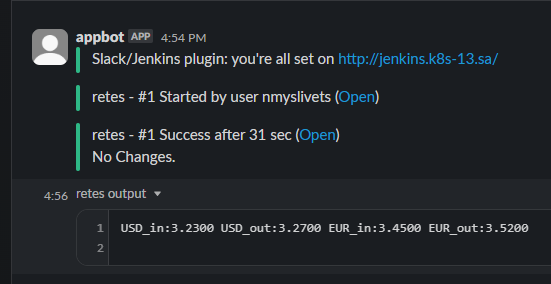 appbot APP 4:54 PM
Slack/Jenkins plugin: you're all set on http://jenkins.k8s-13.sa/
retes - #1 Started by user nmyslivets (Open)
retes - #1 Success after 31 sec (Open)
No Changes.
4:56 retes output
1 USD_in:3.2300 USD_out:3.2700 EUR_in:3.4500 EUR_out:3.5200
2